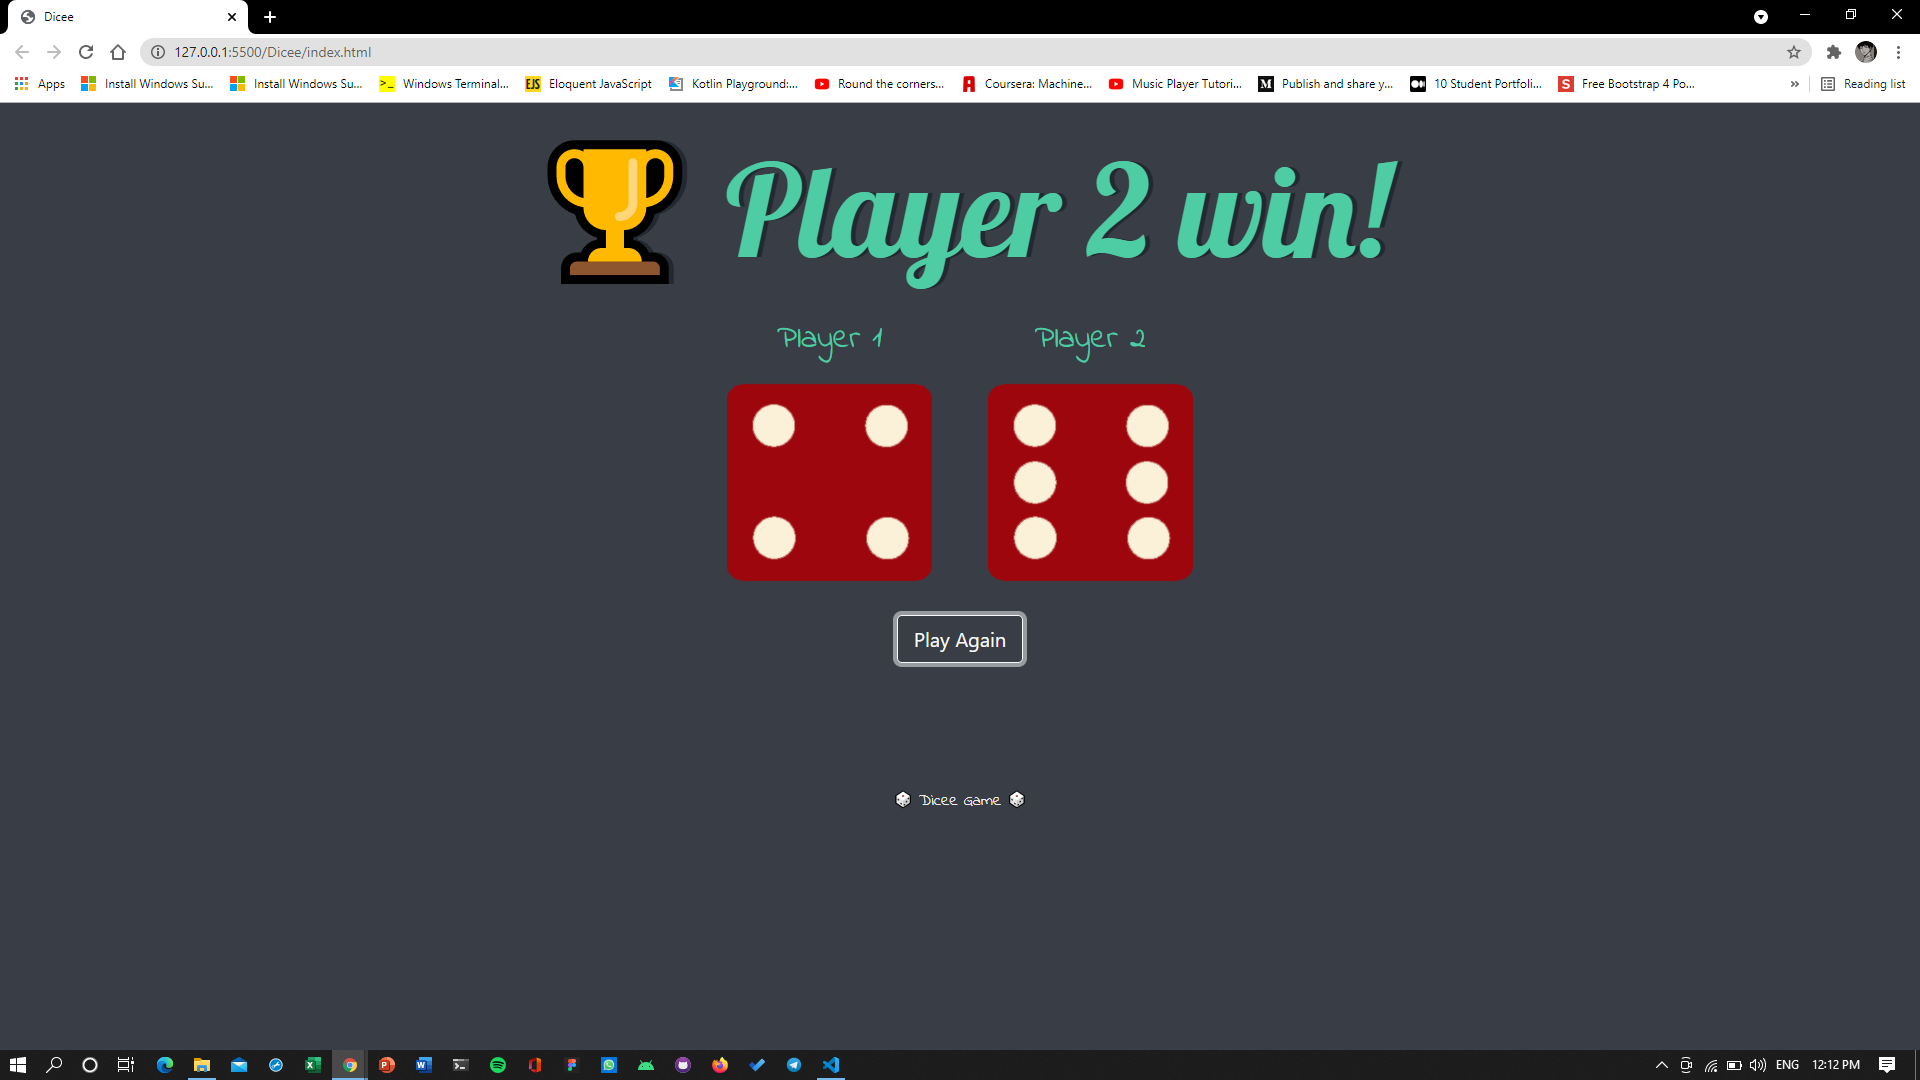 Dicee
127.0.0.1:5500/Dicee/index.html
Apps
Install Windows Su...
Install Windows Su...
>_ Windows Terminal...
EJS Eloquent JavaScript
Kotlin Playground:...
Round the corners...
Coursera: Machine...
Music Player Tutori...
M Publish and share y...
10 Student Portfoli...
S Free Bootstrap 4 Po...
»
Reading list
Player 2 win!
Player 1
Player 2
Play Again
Dicee Game
ENG
12:12 PM